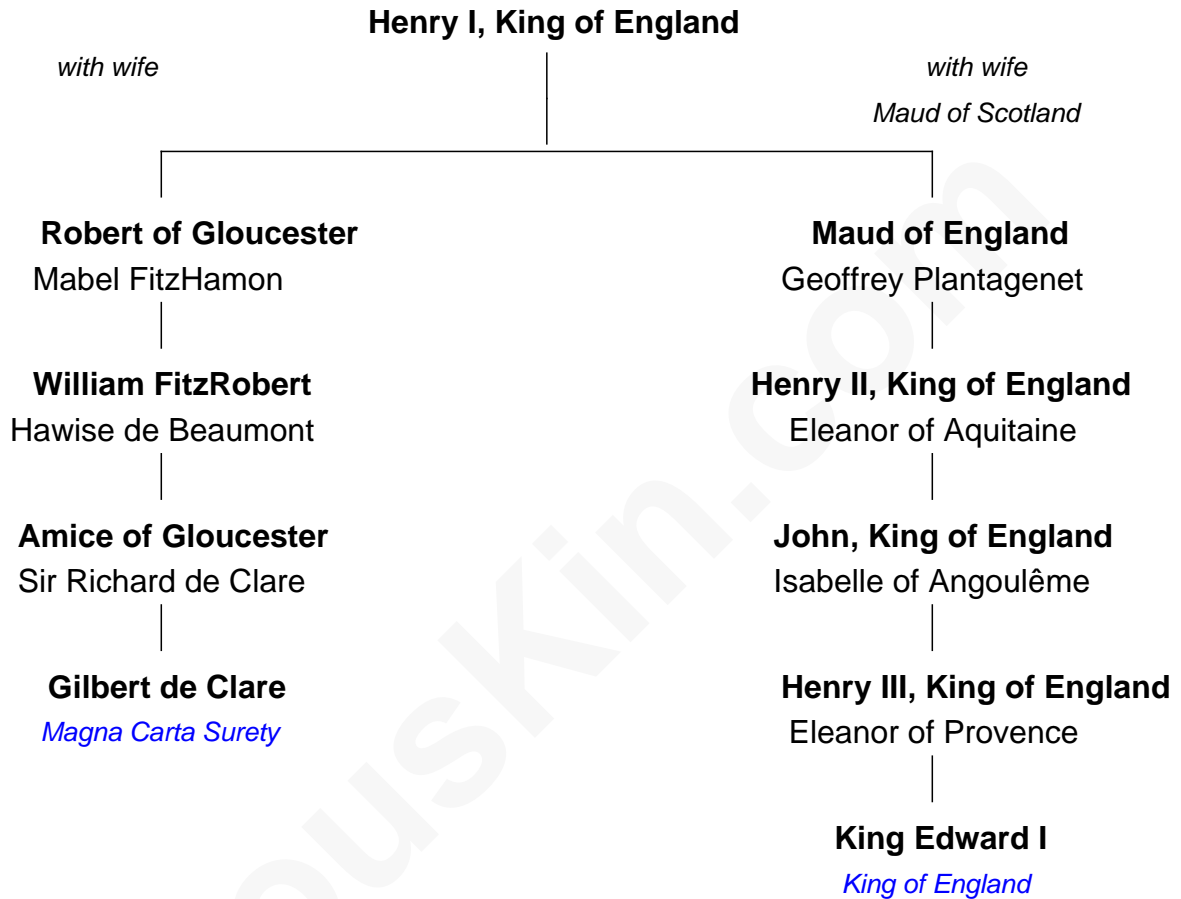 Henry I, King of England
with wife
with wife
Maud of Scotland
Robert of Gloucester
Mabel FitzHamon
Maud of England
Geoffrey Plantagenet
William FitzRobert
Hawise de Beaumont
Henry II, King of England
Eleanor of Aquitaine
Amice of Gloucester
Sir Richard de Clare
John, King of England
Isabelle of Angoulême
Gilbert de Clare
Magna Carta Surety
Henry III, King of England
Eleanor of Provence
King Edward I
King of England
ousKin.com